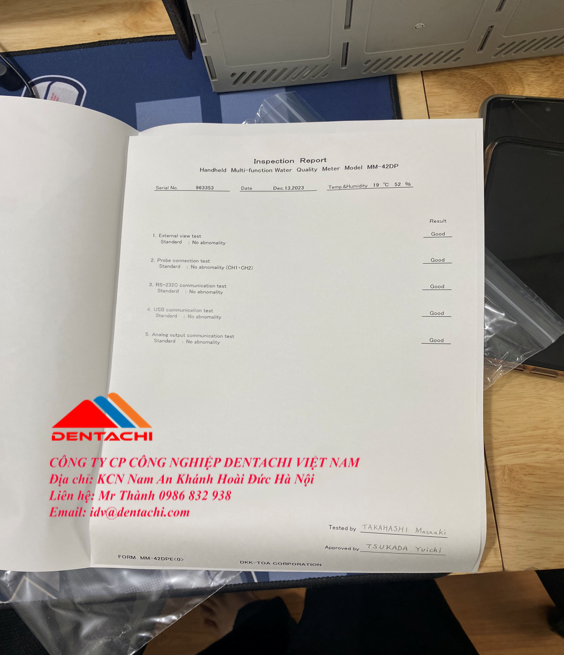 Inspection Report
Handheld Multi-function Water Quality Meter Model MM-42DP
Serial No. 963352 Date Dec.13,2023 Temp.&Humidity 19 ℃ 52 %
Result
1. External view test Good
Standard : No abnormality
2. Probe connection test Good
Standard : No abnormality (CH1・CH2)
3. RS-232C communication test Good
Standard : No abnormality
4. USB communication test Good
Standard : No abnormality
5. Analog output communication test Good
Standard : No abnormality
DENTACHI
CÔNG TY CP CÔNG NGHIỆP DENTACHI VIỆT NAM
Địa chỉ: KCN Nam An Khánh Hoài Đức Hà Nội
Liên hệ: Mr Thành 0986 832 938
Email: idv@dentachi.com
Tested by TAKAHASHI Masashi
Approved by TSUKADA Yuichi
FORM MM-42DPE<0>
DKK-TOA CORPORATION